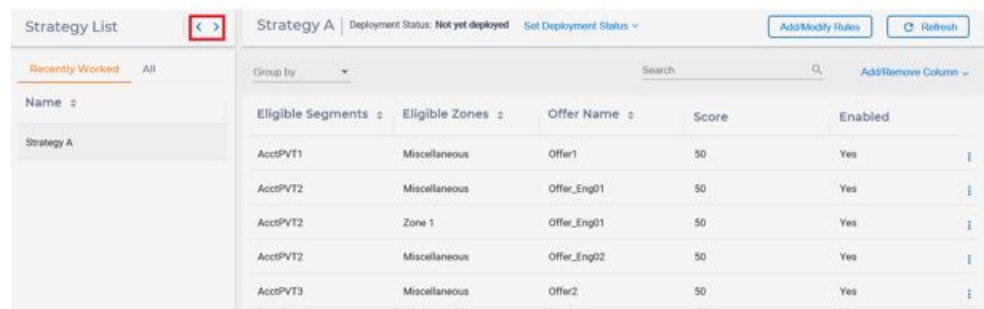 Strategy List < >
Strategy A | Deployment Status: Not yet deployed Set Deployment Status Add/Modify Rules Refresh
Recently Worked All
Group by Search Add/Remove Column
Name
Eligible Segments Eligible Zones Offer Name Score Enabled
Strategy A
AcctPVT1 Miscellaneous Offer1 50 Yes
AcctPVT2 Miscellaneous Offer_Eng01 50 Yes
AcctPVT2 Zone 1 Offer_Eng01 50 Yes
AcctPVT2 Miscellaneous Offer_Eng02 50 Yes
AcctPVT3 Miscellaneous Offer2 50 Yes